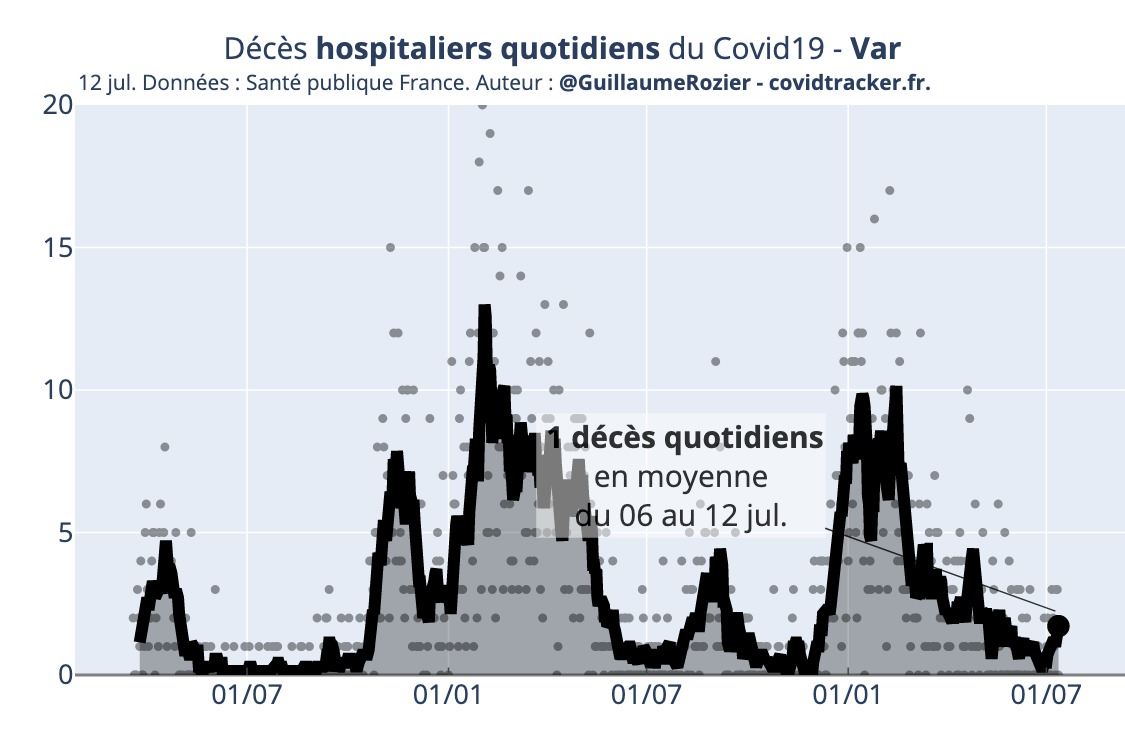 Décès hospitaliers quotidiens du Covid19 - Var
12 jul. Données : Santé publique France. Auteur : @GuillaumeRozier - covidtracker.fr.
20
15
10
5
0
1 décès quotidiens
en moyenne
du 06 au 12 jul.
01/07 01/01 01/07 01/01 01/07